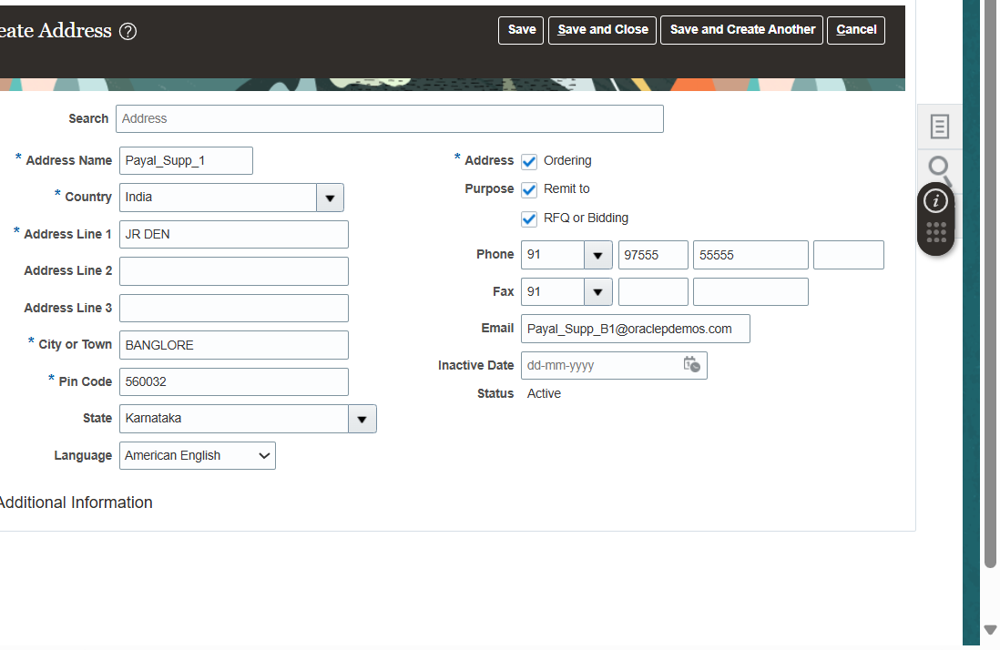 eate Address ?
Save Save and Close Save and Create Another Cancel
Search Address
* Address Name Payal_Supp_1
* Country India
* Address Line 1 JR DEN
Address Line 2
Address Line 3
* City or Town BANGLORE
* Pin Code 560032
State Karnataka
Language American English
* Address Purpose
Ordering
Remit to
RFQ or Bidding
Phone 91 97555 55555
Fax 91
Email Payal_Supp_B1@oraclepdemos.com
Inactive Date dd-mm-yyyy
Status Active
Additional Information
i